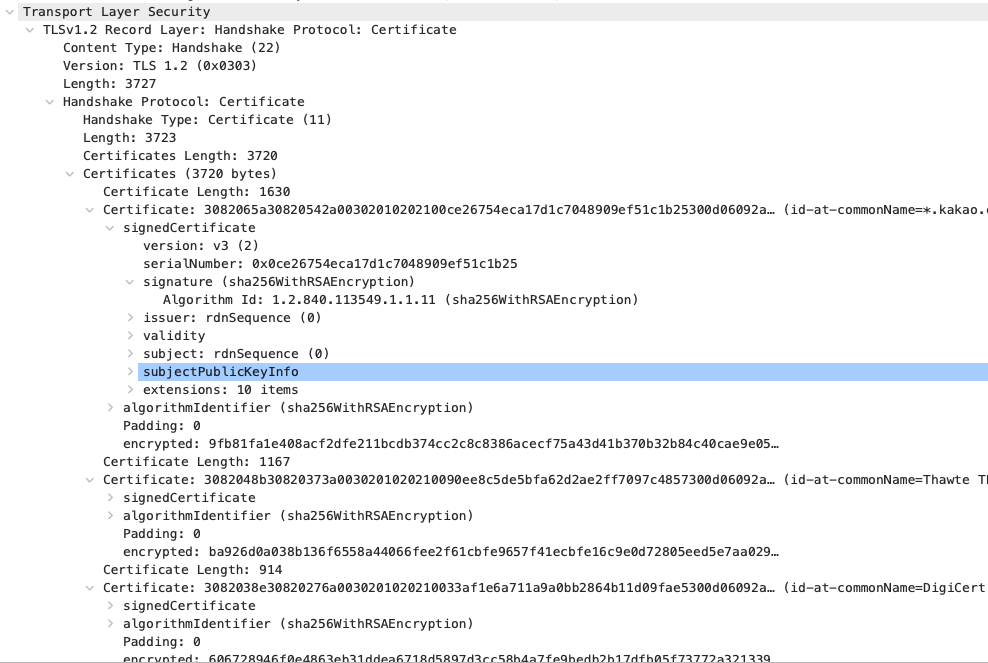 Transport Layer Security
TLSv1.2 Record Layer: Handshake Protocol: Certificate
Content Type: Handshake (22)
Version: TLS 1.2 (0x0303)
Length: 3727
Handshake Protocol: Certificate
Handshake Type: Certificate (11)
Length: 3723
Certificates Length: 3720
Certificates (3720 bytes)
Certificate Length: 1630
Certificate: 3082065a30820542a00302010202100ce26754eca17d1c7048909ef51c1b25300d06092a… (id-at-commonName=*.kakao.
signedCertificate
version: v3 (2)
serialNumber: 0x0ce26754eca17d1c7048909ef51c1b25
signature (sha256WithRSAEncryption)
Algorithm Id: 1.2.840.113549.1.1.11 (sha256WithRSAEncryption)
issuer: rdnSequence (0)
validity
subject: rdnSequence (0)
subjectPublicKeyInfo
extensions: 10 items
algorithmIdentifier (sha256WithRSAEncryption)
Padding: 0
encrypted: 9fb81fa1e408acf2dfe211bcdb374cc2c8c8386acecf75a43d41b370b32b84c40cae9e05…
Certificate Length: 1167
Certificate: 3082048b30820373a0030201020210090ee8c5de5bfa62d2ae2ff7097c4857300d06092a… (id-at-commonName=Thawte
signedCertificate
algorithmIdentifier (sha256WithRSAEncryption)
Padding: 0
encrypted: ba926d0a038b136f6558a44066fee2f61cbfe9657f41ecbfe16c9e0d72805eed5e7aa029…
Certificate Length: 914
Certificate: 3082038e30820276a0030201020210033af1e6a711a9a0bb2864b11d09fae5300d06092a… (id-at-commonName=DigiCert
signedCertificate
algorithmIdentifier (sha256WithRSAEncryption)
Padding: 0
encrypted: 606728946f0e4863eb31ddea6718d5897d3cc58b4a7fe9bedb2b17dfb05f73772a321339